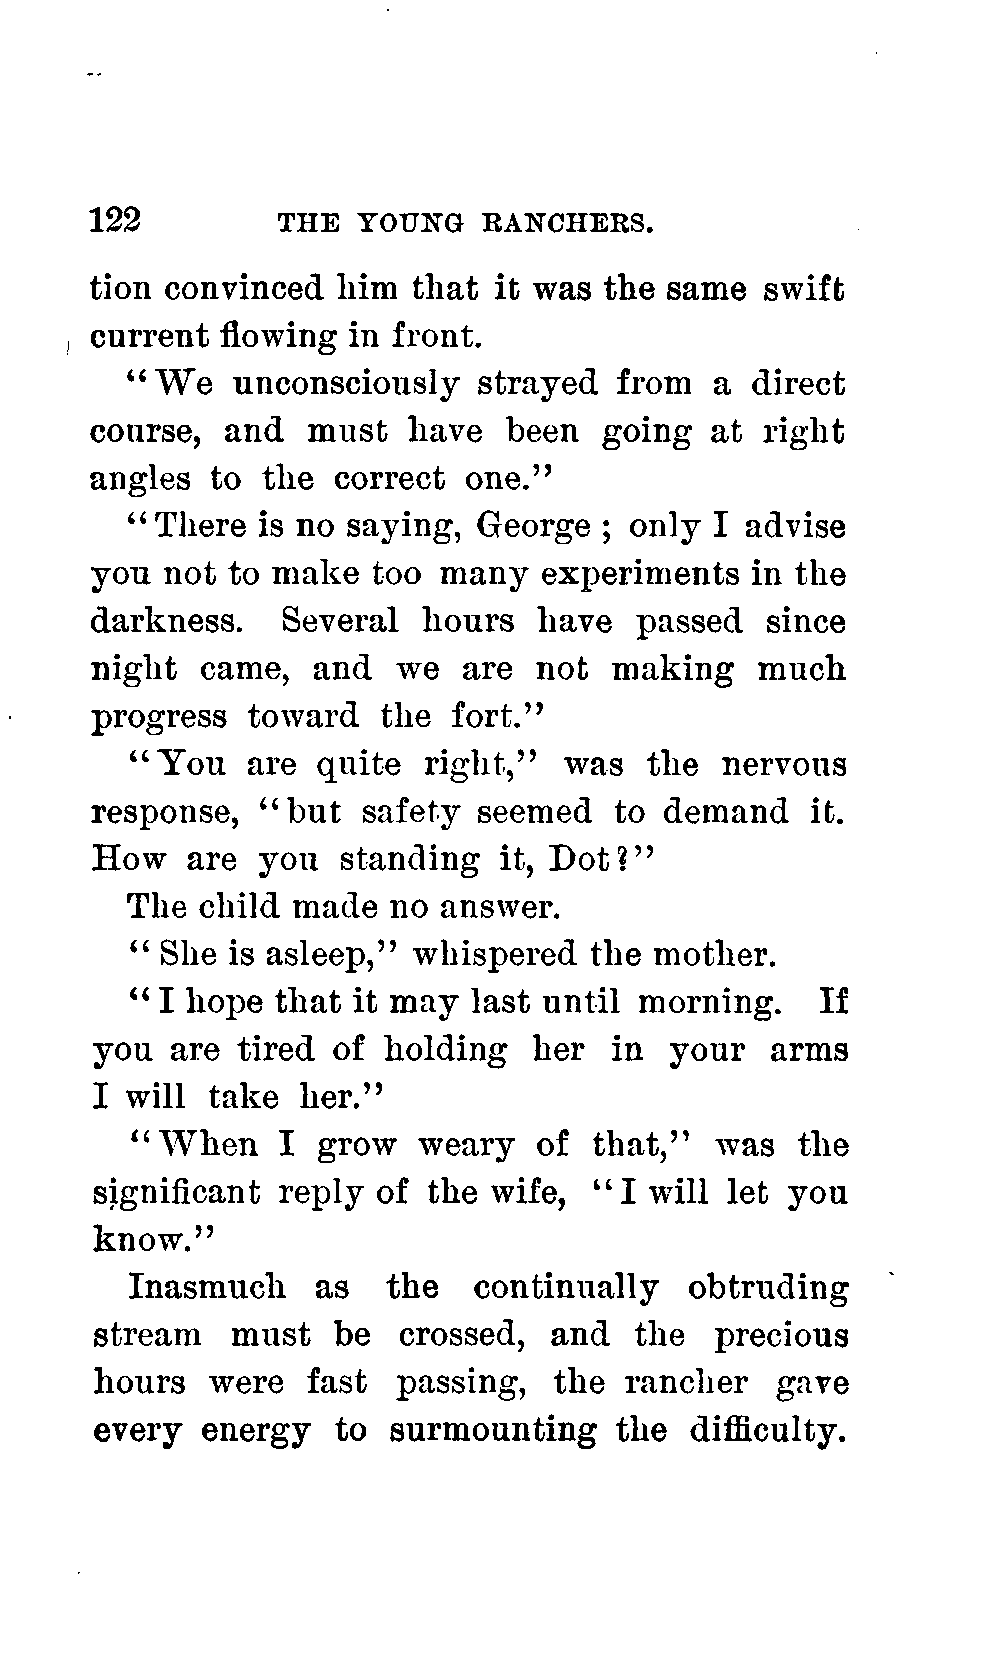 122 THE YOUNG RANCHERS.
tion convinced him that it was the same swift
current flowing in front.
“We unconsciously strayed from a direct
course, and must have been going at right
angles to the correct one.”
“There is no saying, George ; only I advise
you not to make too many experiments in the
darkness. Several hours have passed since
night came, and we are not making much
progress toward the fort.”
“You are quite right,” was the nervous
response, “but safety seemed to demand it.
How are you standing it, Dot?”
The child made no answer.
“She is asleep,” whispered the mother.
“I hope that it may last until morning. If
you are tired of holding her in your arms
I will take her.”
“When I grow weary of that,” was the
significant reply of the wife, “I will let you
know.”
Inasmuch as the continually obtruding
stream must be crossed, and the precious
hours were fast passing, the rancher gave
every energy to surmounting the difficulty.